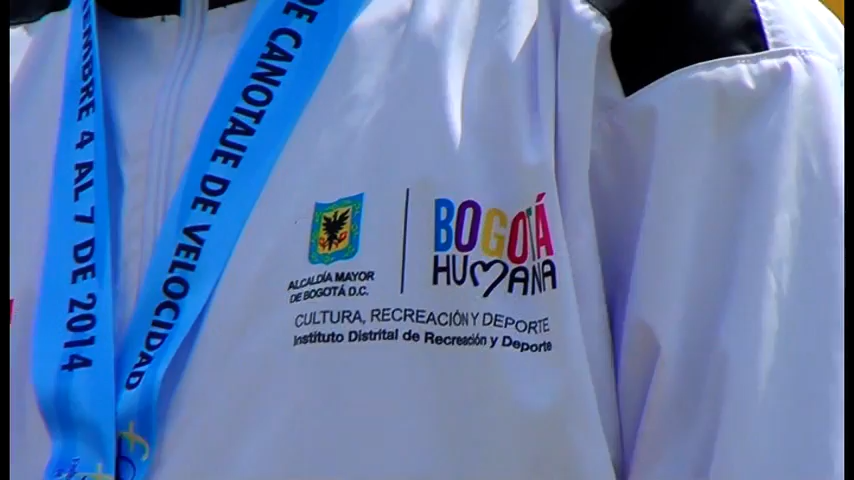 DE CANOTAJE DE VELOCIDAD
4 AL 7 DE 2014
ALCALDÍA MAYOR
DE BOGOTÁ D.C.
BOGOTÁ
HUMANA
CULTURA, RECREACIÓN Y DEPORTE
Instituto Distrital de Recreación y Deporte